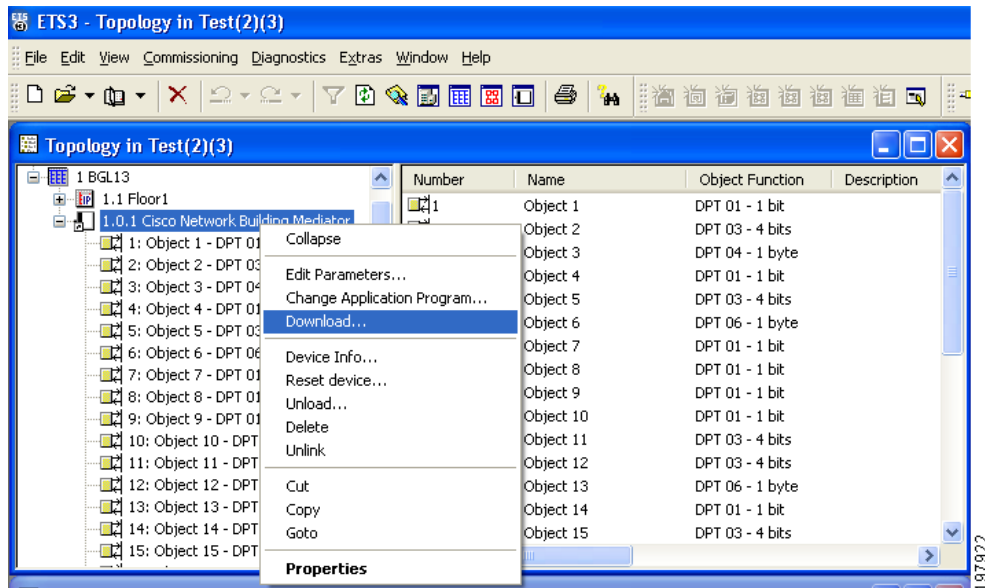 ETS3 - Topology in Test(2)(3)
File Edit View Commissioning Diagnostics Extras Window Help
Topology in Test(2)(3)
1 BGL13
1.1 Floor1
1.0.1 Cisco Network Building Mediator
1: Object 1 - DPT 01
2: Object 2 - DPT 03
3: Object 3 - DPT 04
4: Object 4 - DPT 01
5: Object 5 - DPT 03
6: Object 6 - DPT 06
7: Object 7 - DPT 01
8: Object 8 - DPT 01
9: Object 9 - DPT 01
10: Object 10 - DPT
11: Object 11 - DPT
12: Object 12 - DPT
13: Object 13 - DPT
14: Object 14 - DPT
15: Object 15 - DPT
Collapse
Edit Parameters...
Change Application Program...
Download...
Device Info...
Reset device...
Unload...
Delete
Unlink
Cut
Copy
Goto
Properties
Number Name Object Function Description
1 Object 1 DPT 01 - 1 bit
Object 2 DPT 03 - 4 bits
Object 3 DPT 04 - 1 byte
Object 4 DPT 01 - 1 bit
Object 5 DPT 03 - 4 bits
Object 6 DPT 06 - 1 byte
Object 7 DPT 01 - 1 bit
Object 8 DPT 01 - 1 bit
Object 9 DPT 01 - 1 bit
Object 10 DPT 01 - 1 bit
Object 11 DPT 03 - 4 bits
Object 12 DPT 03 - 4 bits
Object 13 DPT 06 - 1 byte
Object 14 DPT 01 - 1 bit
Object 15 DPT 03 - 4 bits
197922